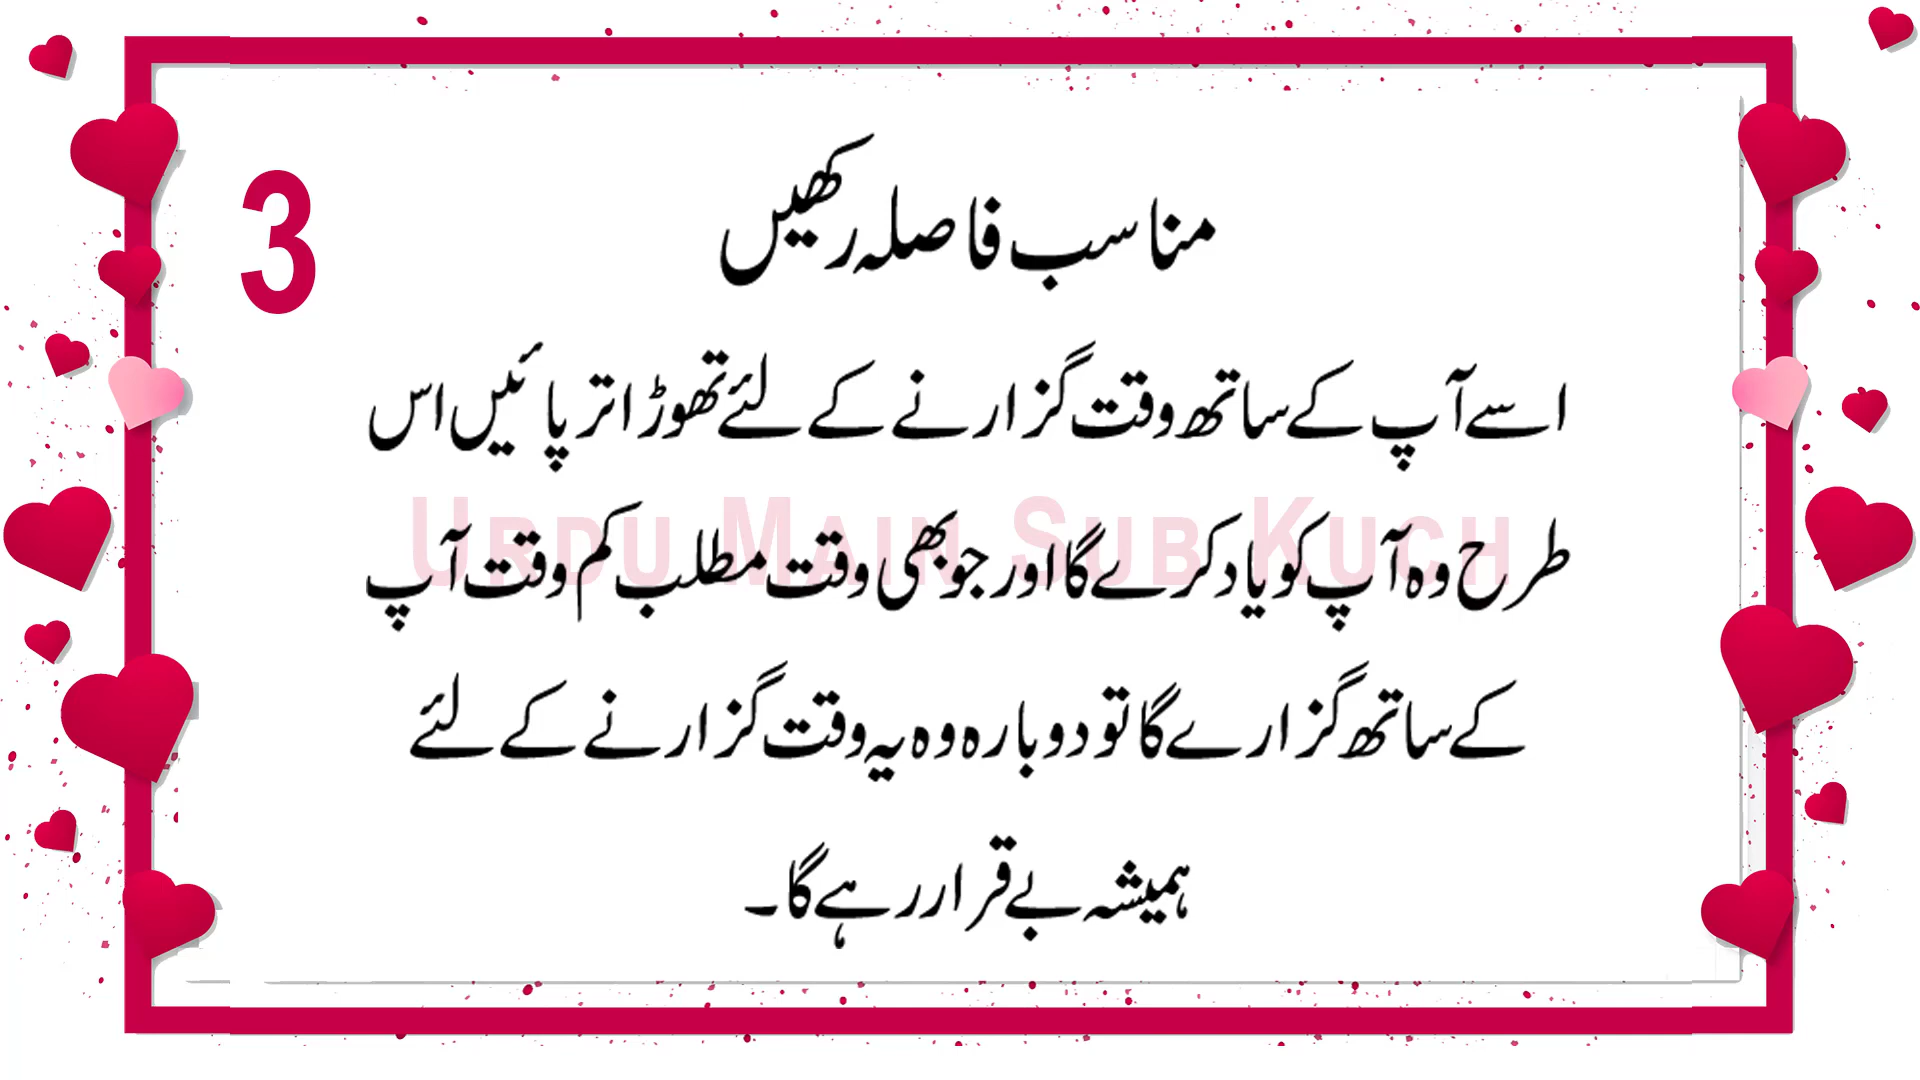 3
مناسب فاصلہ رکھیں
اسے آپ کے ساتھ وقت گزارنے کے لئے تھوڑا ترپائیں اس
طرح وہ آپ کو یاد کرے گا اور جو بھی وقت مطلب کم وقت آپ
کے ساتھ گزارے گا تو دوبارہ وہ یہ وقت گزارنے کے لئے
ہمیشہ بے قرار رہے گا۔
URDU MAIN SUB KUCH